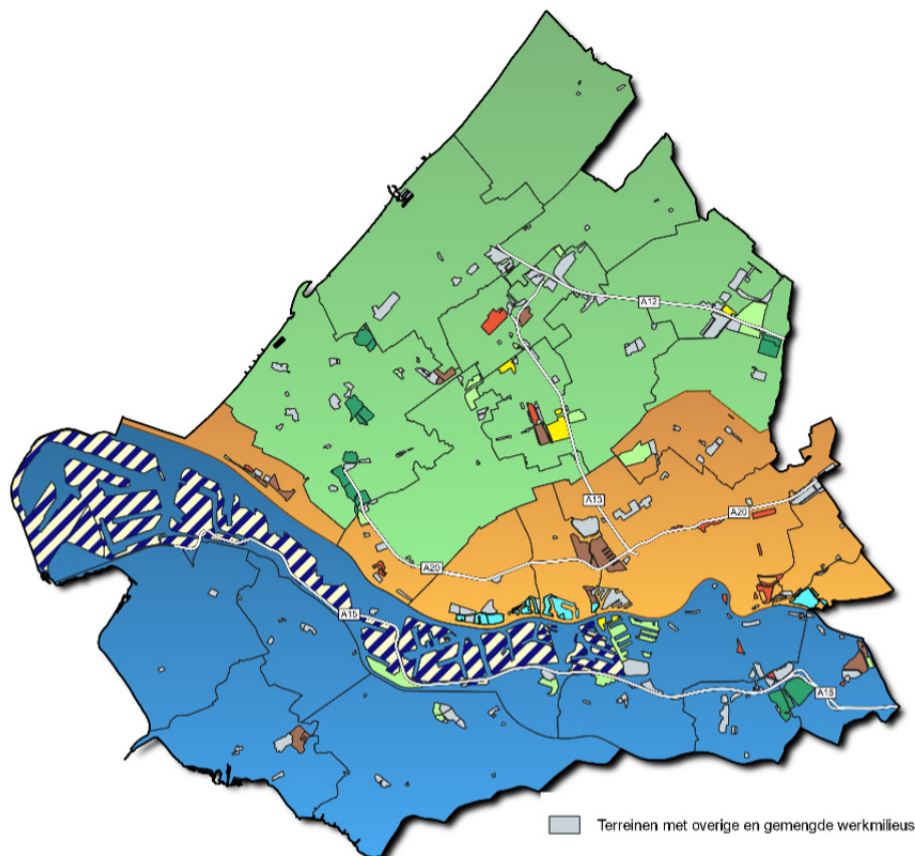 A12
A13
A20
A20
A15
A15
Terreinen met overige en gemengde werkmilieus